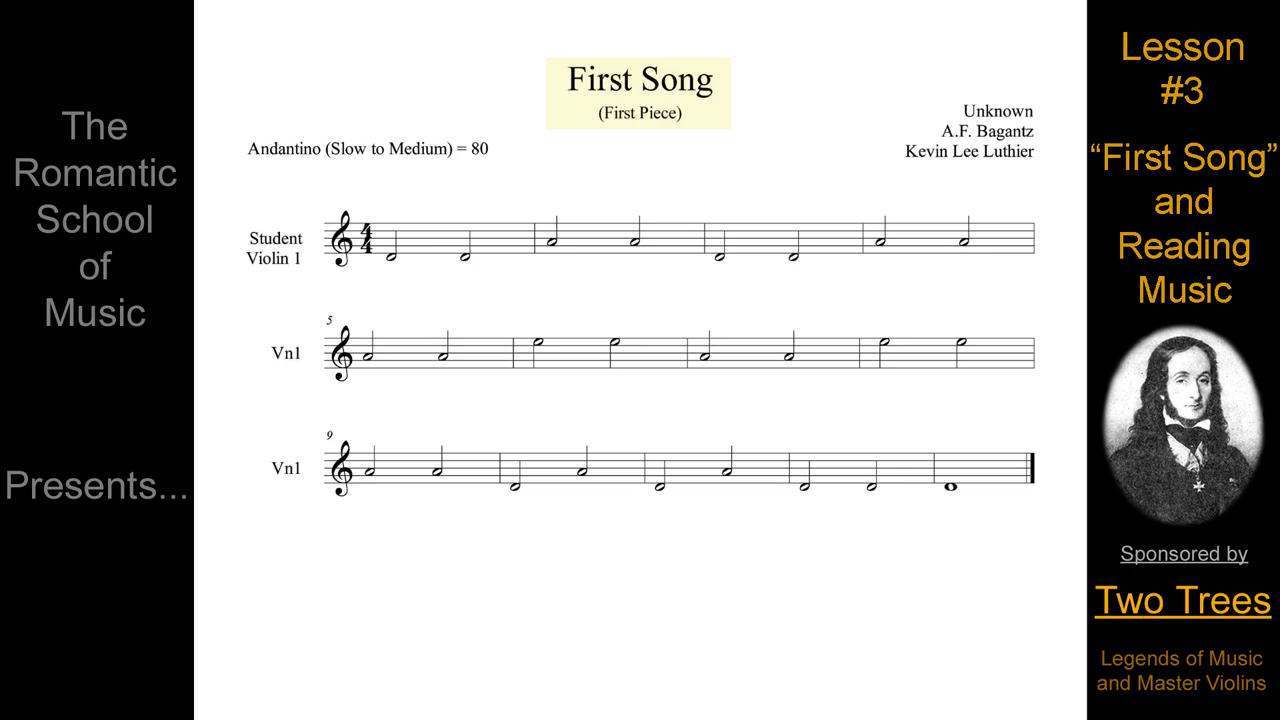 The
Romantic
School
of
Music
Presents...
First Song
(First Piece)
Unknown
A.F. Bagantz
Kevin Lee Luthier
Andantino (Slow to Medium) = 80
Student
Violin 1
4
4
5
Vn1
9
Vn1
Lesson
#3
“First Song”
and
Reading
Music
Sponsored by
Two Trees
Legends of Music
and Master Violins